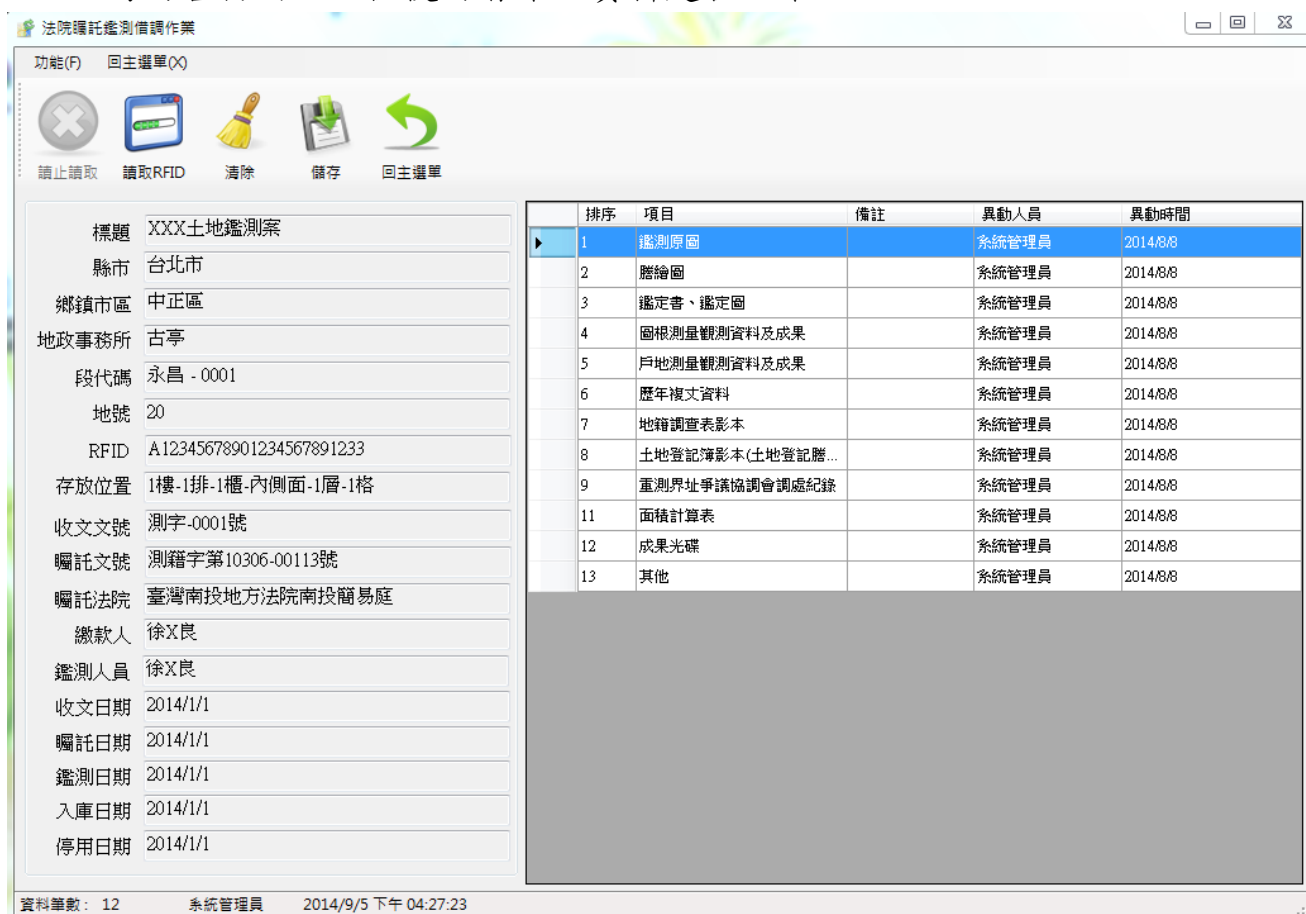 法院囑託鑑測借調作業
功能(F) 回主選單(X)
請止讀取 讀取RFID 清除 儲存 回主選單
標題 XXX土地鑑測案
縣市 台北市
鄉鎮市區 中正區
地政事務所 古亭
段代碼 永昌 - 0001
地號 20
RFID A12345678901234567891233
存放位置 1樓-1排-1櫃-內側面-1層-1格
收文文號 測字-0001號
囑託文號 測籍字第10306-00113號
囑託法院 臺灣南投地方法院南投簡易庭
繳款人 徐X良
鑑測人員 徐X良
收文日期 2014/1/1
囑託日期 2014/1/1
鑑測日期 2014/1/1
入庫日期 2014/1/1
停用日期 2014/1/1
排序 項目 備註 異動人員 異動時間
1 鑑測原圖 系統管理員 2014/8/8
2 謄繪圖 系統管理員 2014/8/8
3 鑑定書、鑑定圖 系統管理員 2014/8/8
4 圖根測量觀測資料及成果 系統管理員 2014/8/8
5 戶地測量觀測資料及成果 系統管理員 2014/8/8
6 歷年複丈資料 系統管理員 2014/8/8
7 地籍調查表影本 系統管理員 2014/8/8
8 土地登記簿影本(土地登記謄... 系統管理員 2014/8/8
9 重測界址爭議協調會調處紀錄 系統管理員 2014/8/8
11 面積計算表 系統管理員 2014/8/8
12 成果光碟 系統管理員 2014/8/8
13 其他 系統管理員 2014/8/8
資料筆數: 12 系統管理員 2014/9/5 下午 04:27:23